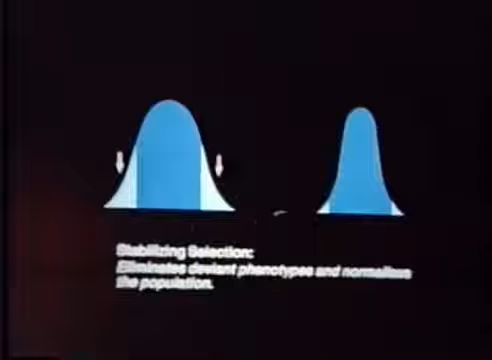 Stabilizing Selection:
Eliminates deviant phenotypes and normalizes
the population.